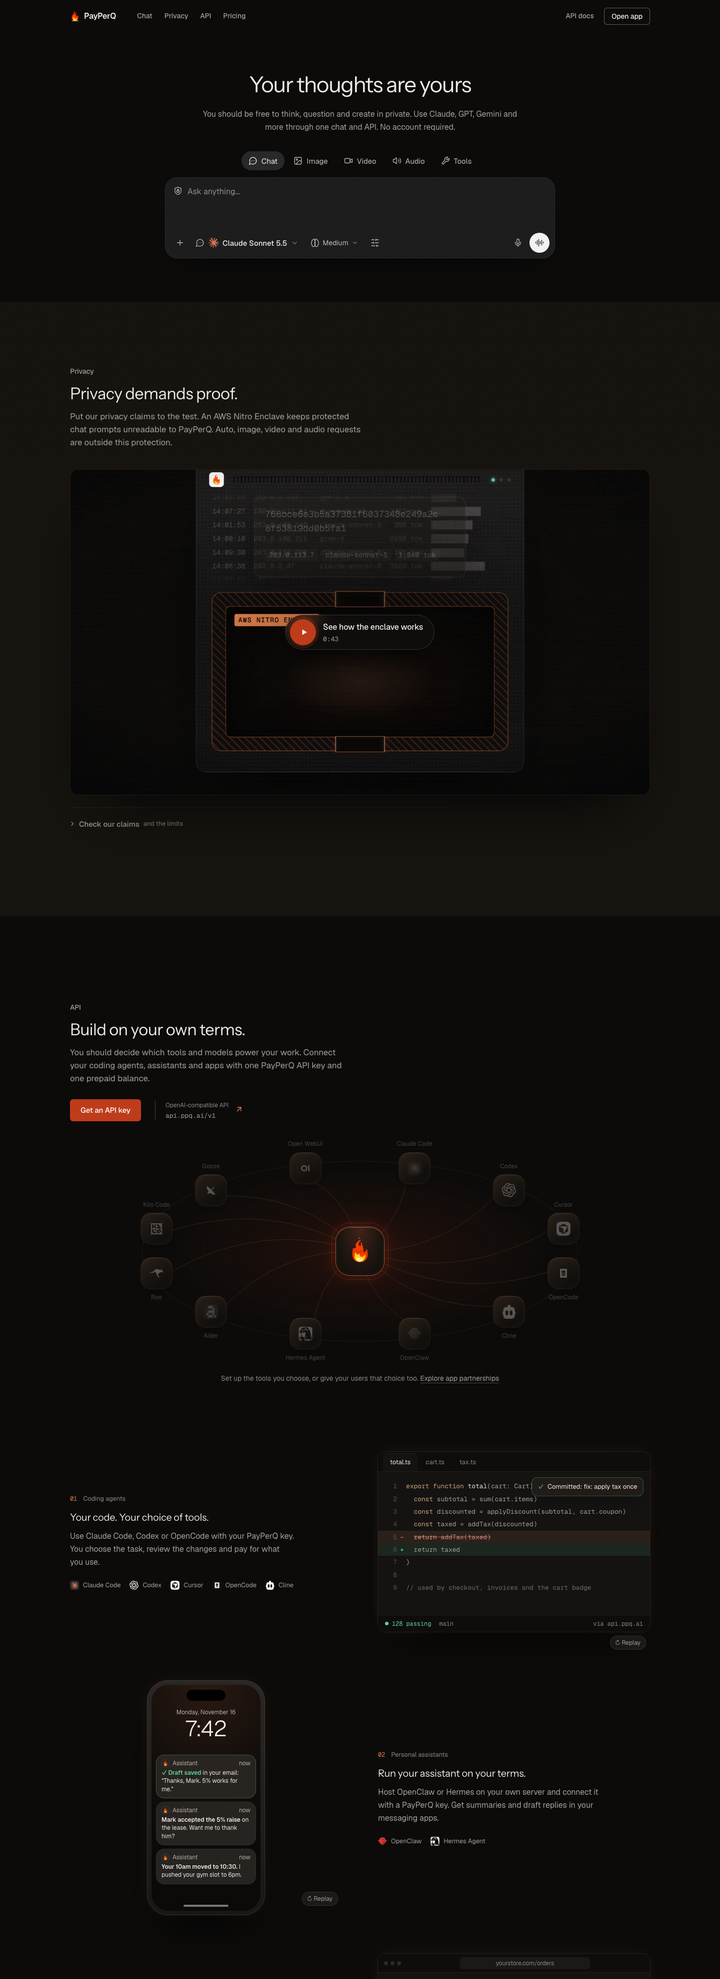 PayPerQ
Chat Privacy API Pricing
API docs Open app
Your thoughts are yours
You should be free to think, question and create in private. Use Claude, GPT, Gemini and
more through one chat and API. No account required.
Chat Image Video Audio Tools
Ask anything...
Claude Sonnet 5.5 Medium
Privacy
Privacy demands proof.
Put our privacy claims to the test. An AWS Nitro Enclave keeps protected
chat prompts unreadable to PayPerQ. Auto, image, video and audio requests
are outside this protection.
14:07:27
14:01:53
14:06:38
AWS NITRO
See how the enclave works
0:43
Check our claims and the limits
API
Build on your own terms.
You should decide which tools and models power your work. Connect
your coding agents, assistants and apps with one PayPerQ API key and
one prepaid balance.
Get an API key
OpenAI-compatible API
api.ppq.ai/v1
Open WebUI
Claude Code
Goose
Codex
Kilo Code
Cursor
Roo
OpenCode
Aider
Cline
Hermes Agent
OpenClaw
Set up the tools you choose, or give your users that choice too. Explore app partnerships
01 Coding agents
Your code. Your choice of tools.
Use Claude Code, Codex or OpenCode with your PayPerQ key.
You choose the task, review the changes and pay for what
you use.
Claude Code Codex Cursor OpenCode Cline
total.ts cart.ts tax.ts
Committed: fix: apply tax once
1 export function total(cart: Cart)
2 const subtotal = sum(cart.items)
3 const discounted = applyDiscount(subtotal, cart.coupon)
4 const taxed = addTax(discounted)
5 - return addTax(taxed)
6 + return taxed
7 }
8
9 // used by checkout, invoices and the cart badge
128 passing main via api.ppq.ai
Replay
Monday, November 16
7:42
Assistant now
✓ Draft saved in your email:
"Thanks, Mark. 5% works for
me."
Assistant now
Mark accepted the 5% raise on
the lease. Want me to thank
him?
Assistant now
Your 10am moved to 10:30. I
pushed your gym slot to 6pm.
Replay
02 Personal assistants
Run your assistant on your terms.
Host OpenClaw or Hermes on your own server and connect it
with a PayPerQ key. Get summaries and draft replies in your
messaging apps.
OpenClaw Hermes Agent
yourstore.com/orders